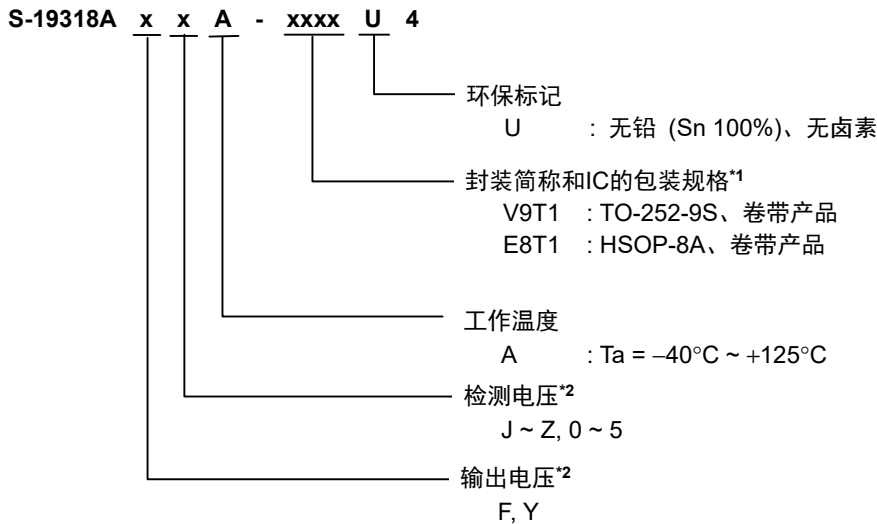 S-19318A x x A - xxxx U 4
环保标记
U : 无铅 (Sn 100%)、无卤素
封装简称和IC的包装规格*1
V9T1 : TO-252-9S、卷带产品
E8T1 : HSOP-8A、卷带产品
工作温度
A : Ta = −40°C ~ +125°C
检测电压*2
J ~ Z, 0 ~ 5
输出电压*2
F, Y